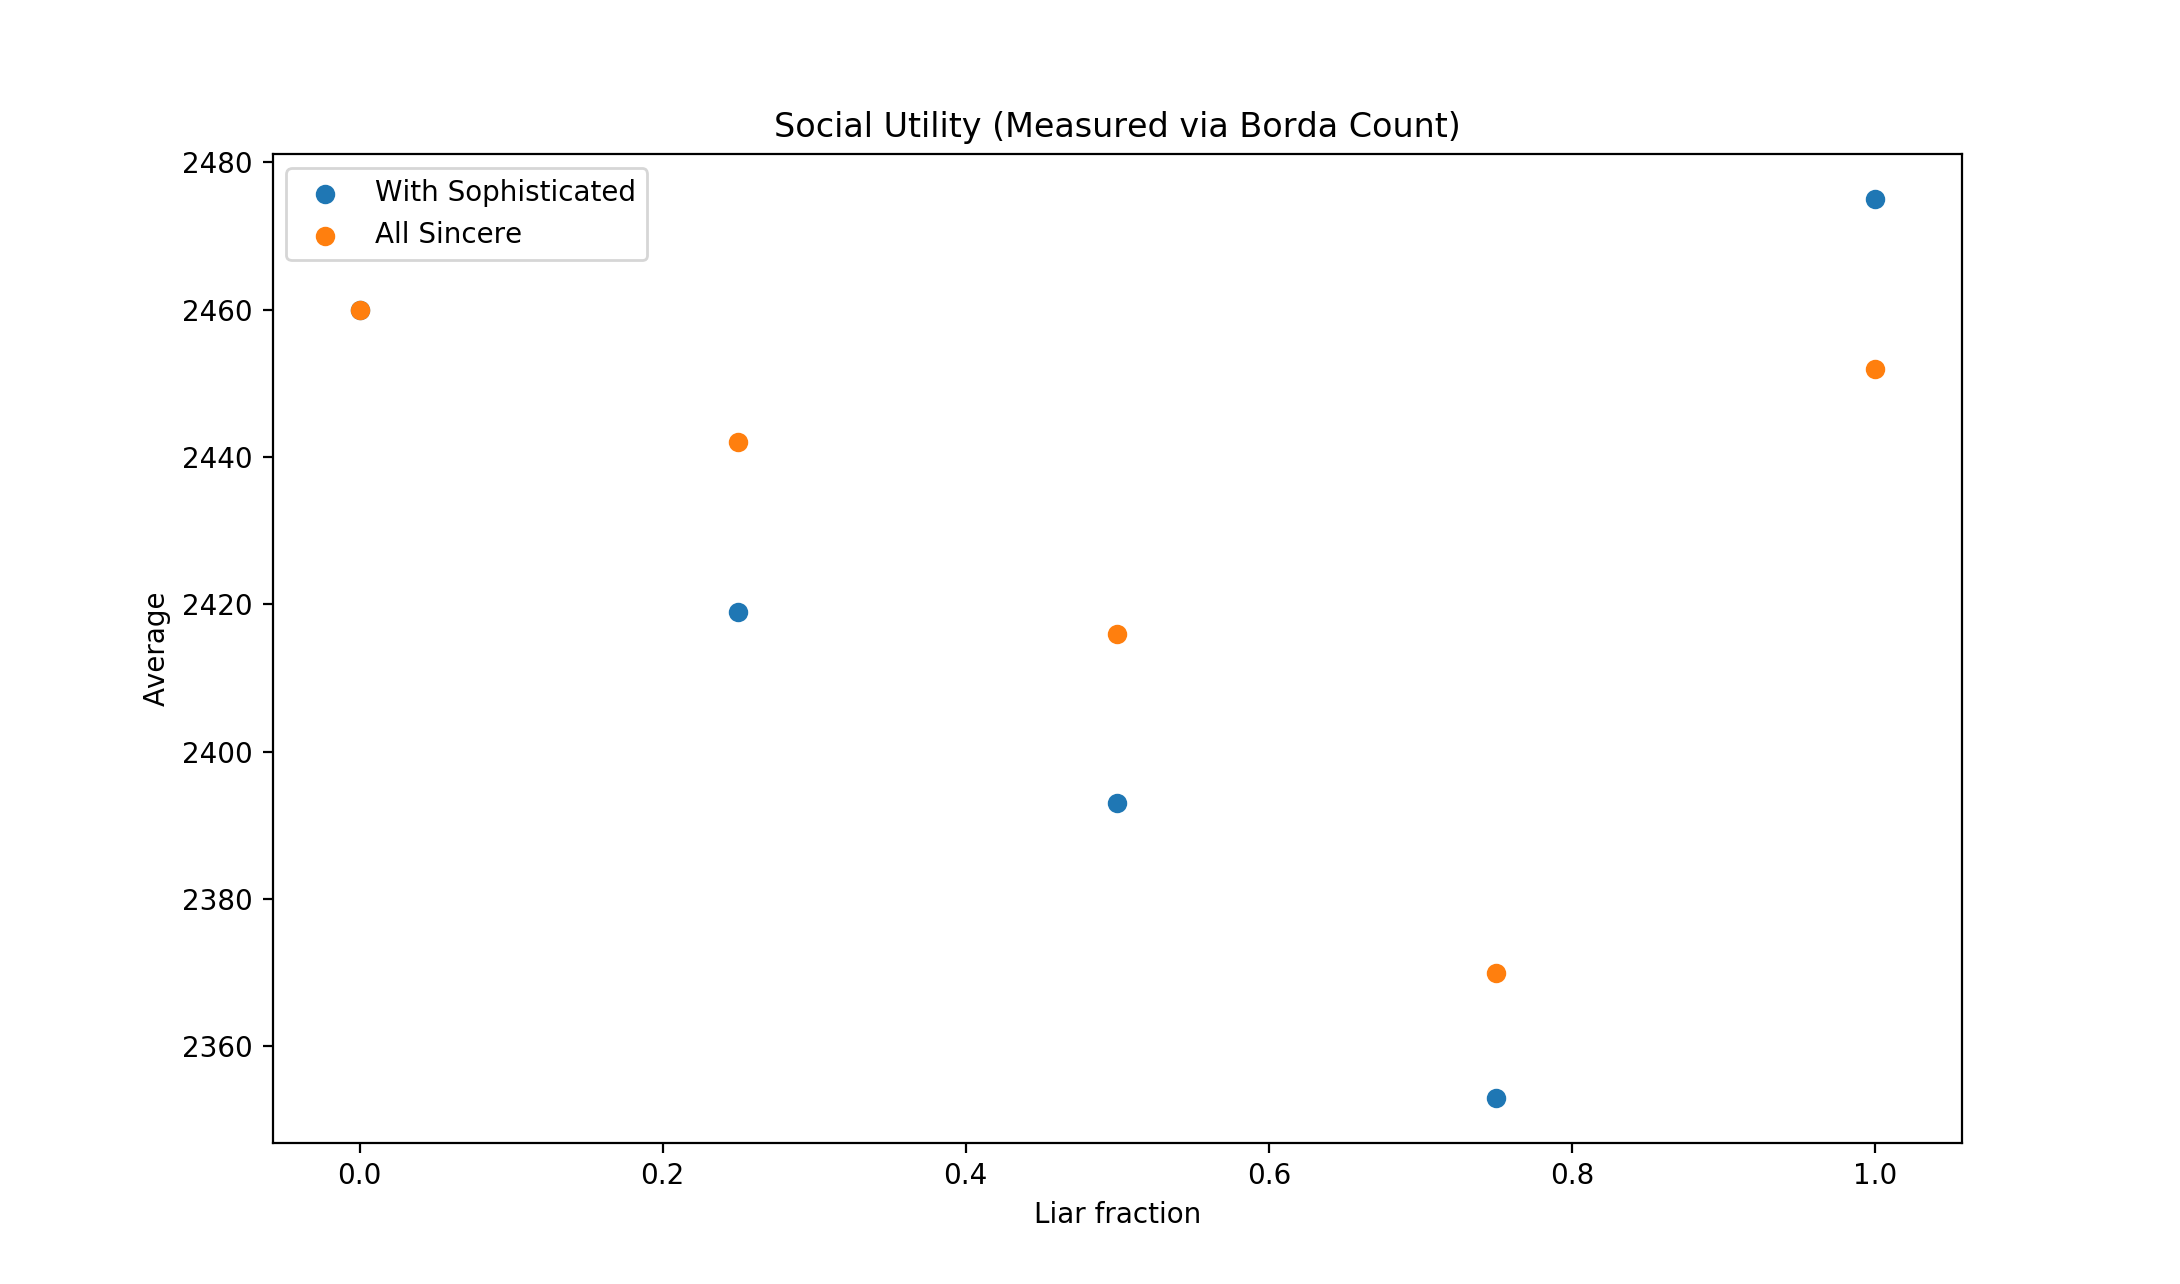 Social Utility (Measured via Borda Count)
With Sophisticated
All Sincere
2480
2460
2440
2420
2400
2380
2360
Average
0.0 0.2 0.4 0.6 0.8 1.0
Liar fraction